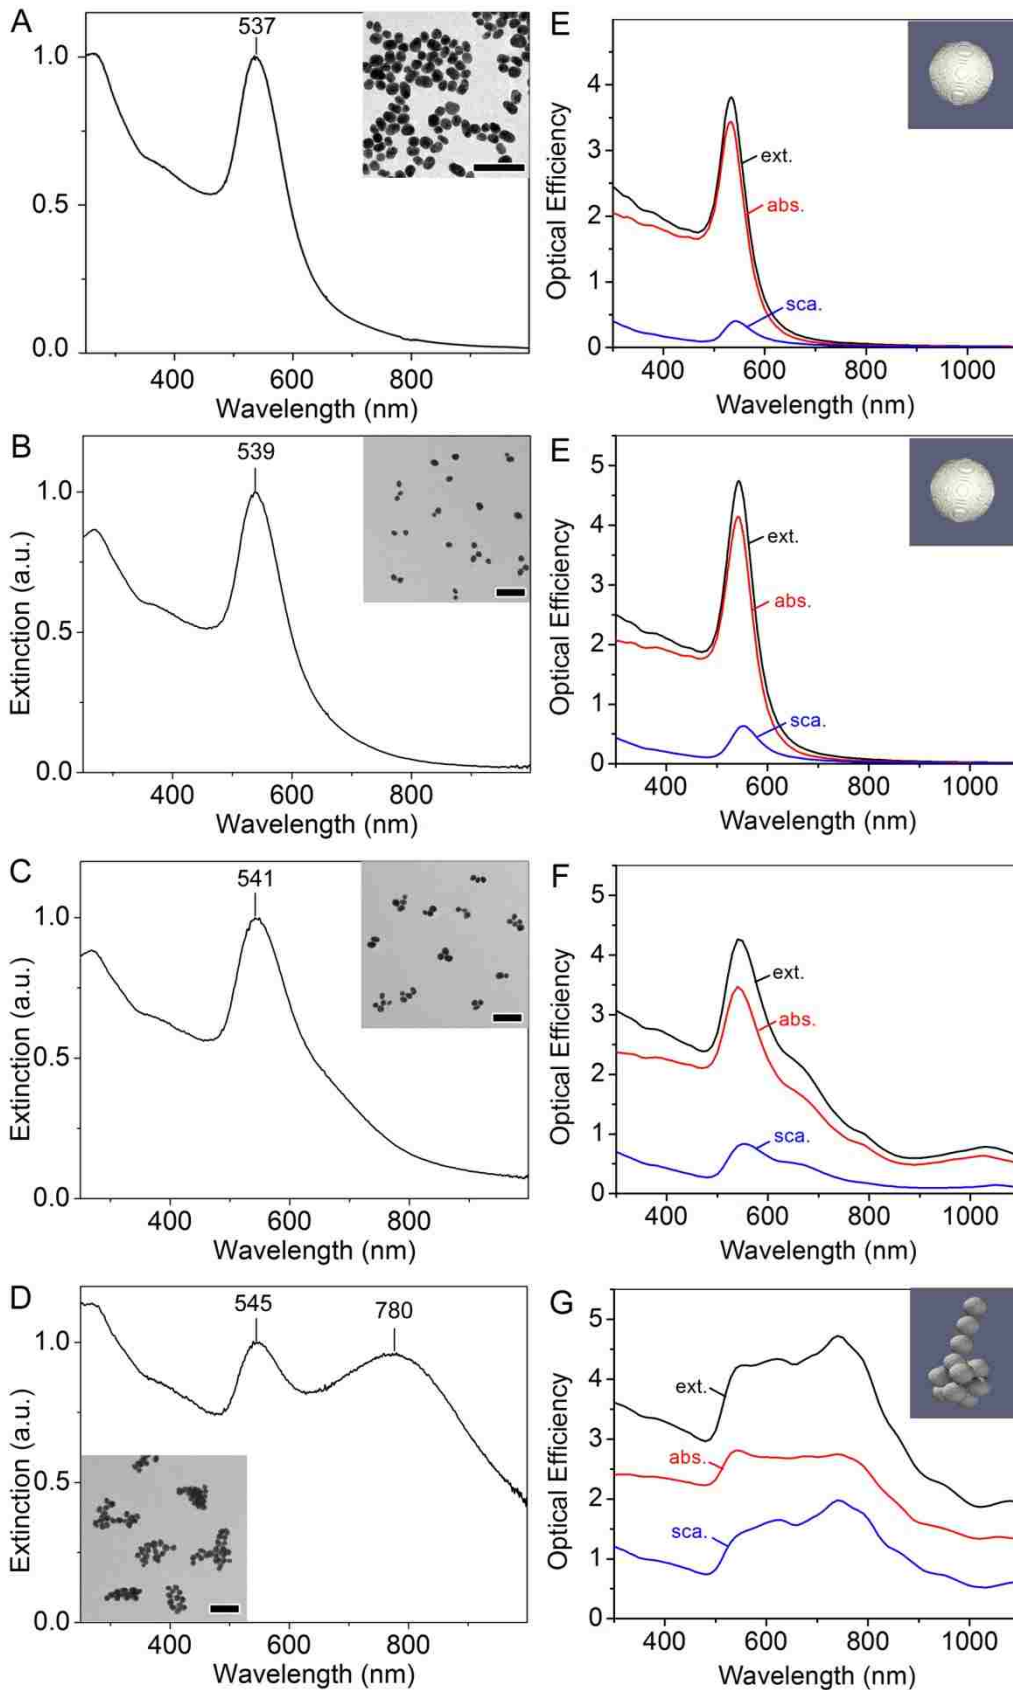 A
537
1.0
0.5
0.0
400 600 800
Wavelength (nm)
E
Optical Efficiency
4
3
2
1
0
ext.
abs.
sca.
400 600 800 1000
Wavelength (nm)
B
539
Extinction (a.u.)
1.0
0.5
0.0
400 600 800
Wavelength (nm)
E
Optical Efficiency
5
4
3
2
1
0
ext.
abs.
sca.
400 600 800 1000
Wavelength (nm)
C
541
Extinction (a.u.)
1.0
0.5
0.0
400 600 800
Wavelength (nm)
F
Optical Efficiency
5
4
3
2
1
0
ext.
abs.
sca.
400 600 800 1000
Wavelength (nm)
D
545
780
Extinction (a.u.)
1.0
0.5
0.0
400 600 800
Wavelength (nm)
G
Optical Efficiency
5
4
3
2
1
0
ext.
abs.
sca.
400 600 800 1000
Wavelength (nm)